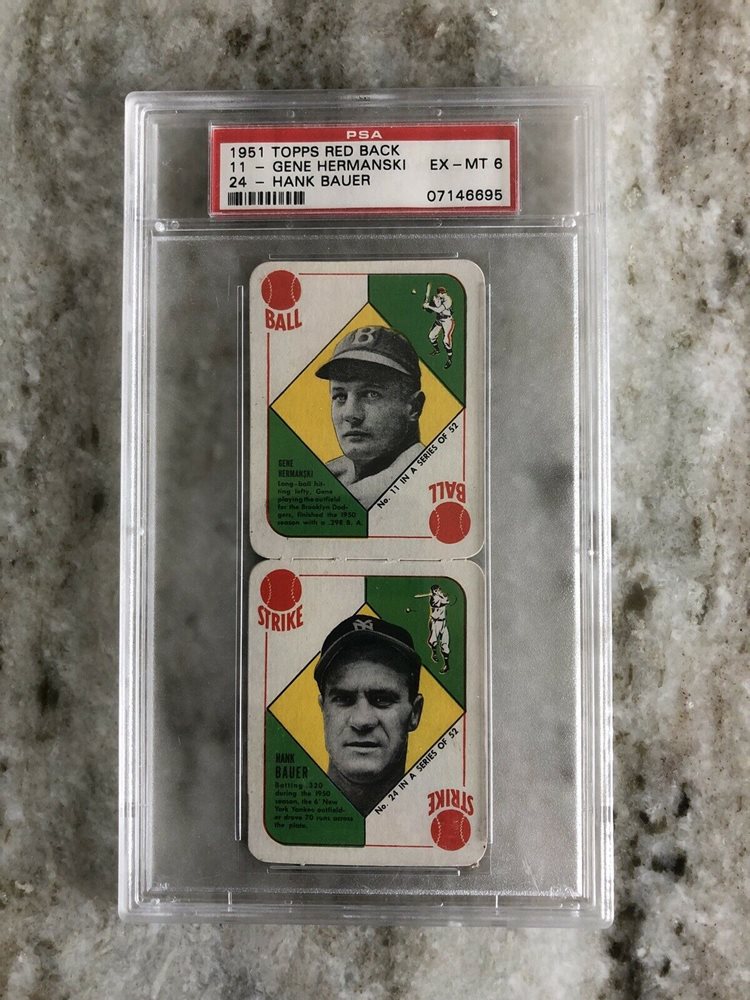 PSA
1951 TOPPS RED BACK
11 - GENE HERMANSKI EX-MT 6
24 - HANK BAUER
07146695
BALL
B
GENE
HERMANSKI
Long-ball hit-
ting lefty, Gene
playing the outfield
for the Brooklyn Dod-
gers, finished the 1950
season with a .298 B. A.
No. 11 IN A SERIES OF 52
BALL
STRIKE
NY
HANK
BAUER
Batting .320
during the 1950
season, the 6' New
York Yankee outfield-
er drove 70 runs across
the plate.
No. 24 IN A SERIES OF 52
STRIKE